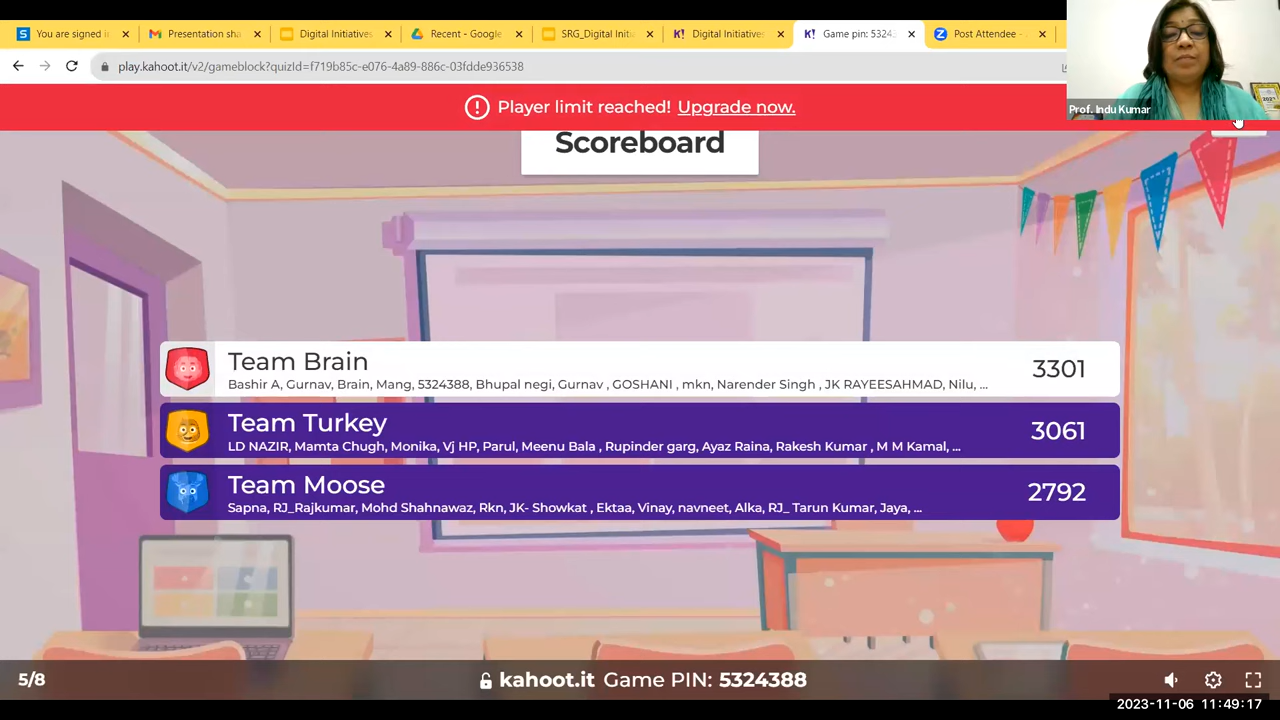 You are signed i
Presentation sha
Digital Initiatives
Recent - Google
SRG_Digital Initi
K! Digital Initiatives
K! Game pin: 5324
Post Attendee -
play.kahoot.it/v2/gameblock?quizId=f719b85c-e076-4a89-886c-03fdde936538
Player limit reached! Upgrade now.
Prof. Indu Kumar
Scoreboard
Team Brain
Bashir A, Gurnav, Brain, Mang, 5324388, Bhupal negi, Gurnav , GOSHANI , mkn, Narender Singh , JK RAYEESAHMAD, Nilu, ...
3301
Team Turkey
LD NAZIR, Mamta Chugh, Monika, Vj HP, Parul, Meenu Bala , Rupinder garg, Ayaz Raina, Rakesh Kumar , M M Kamal, ...
3061
Team Moose
Sapna, RJ_Rajkumar, Mohd Shahnawaz, Rkn, JK- Showkat , Ektaa, Vinay, navneet, Alka, RJ_ Tarun Kumar, Jaya, ...
2792
5/8
kahoot.it Game PIN: 5324388
2023-11-06 11:49:17